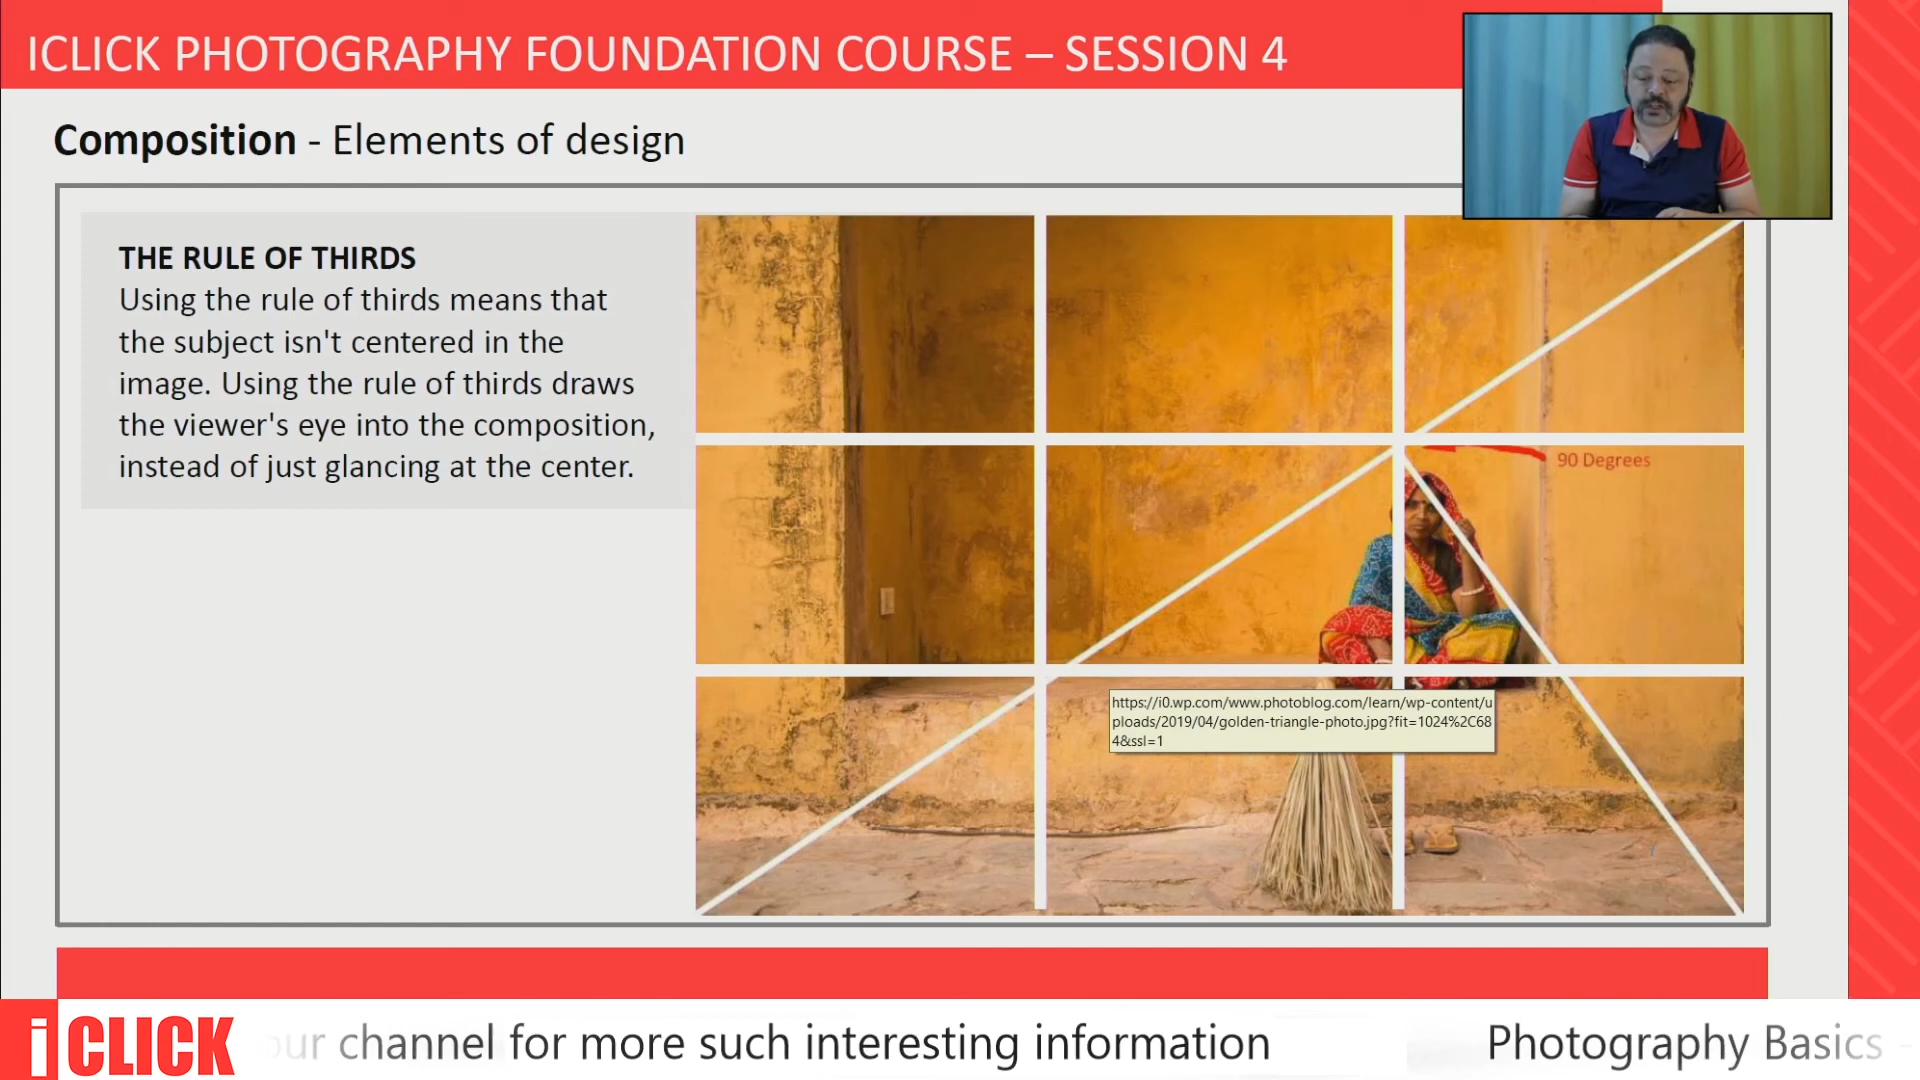 ICLICK PHOTOGRAPHY FOUNDATION COURSE – SESSION 4
Composition - Elements of design
THE RULE OF THIRDS
Using the rule of thirds means that
the subject isn't centered in the
image. Using the rule of thirds draws
the viewer's eye into the composition,
instead of just glancing at the center.
90 Degrees
https://i0.wp.com/www.photoblog.com/learn/wp-content/u
ploads/2019/04/golden-triangle-photo.jpg?fit=1024%2C68
4&ssl=1
iCLICK
our channel for more such interesting information
Photography Basics -